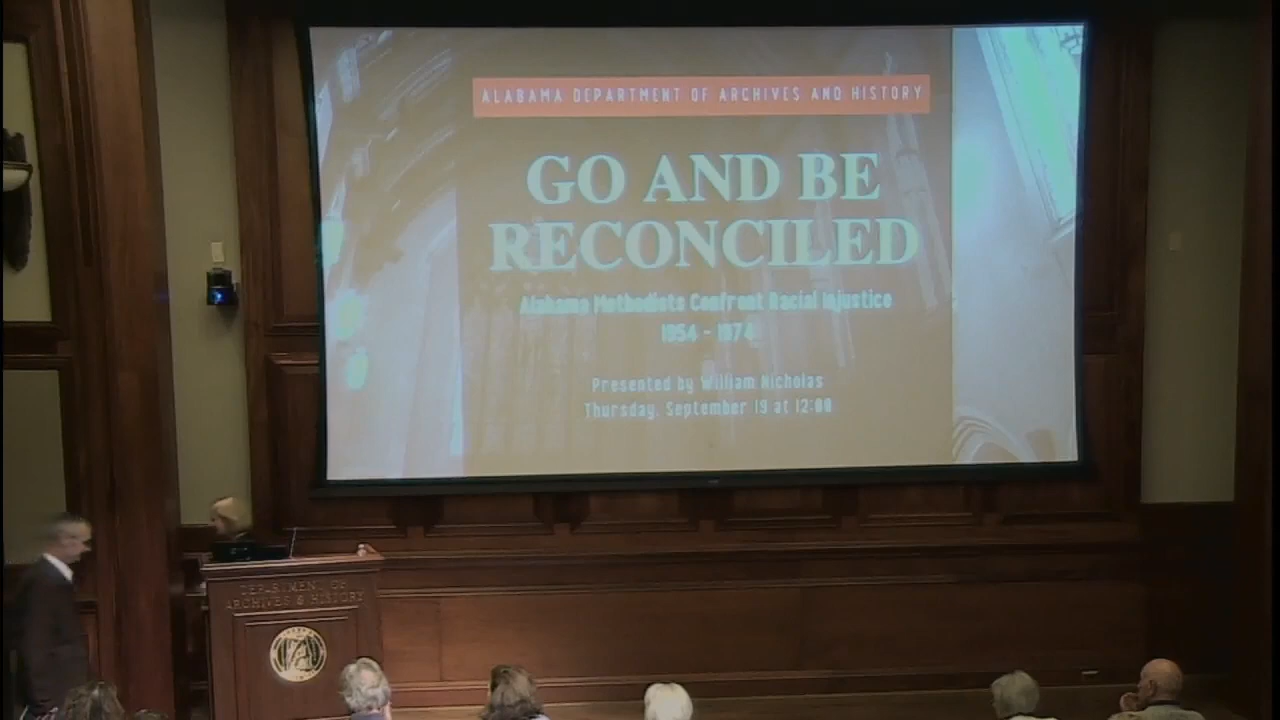 ALABAMA DEPARTMENT OF ARCHIVES AND HISTORY
GO AND BE
RECONCILED
Alabama Methodists Confront Racial Injustice
1954 - 1974
Presented by William Nicholas
Thursday, September 19 at 12:00
DEPARTMENT OF
ARCHIVES & HISTORY